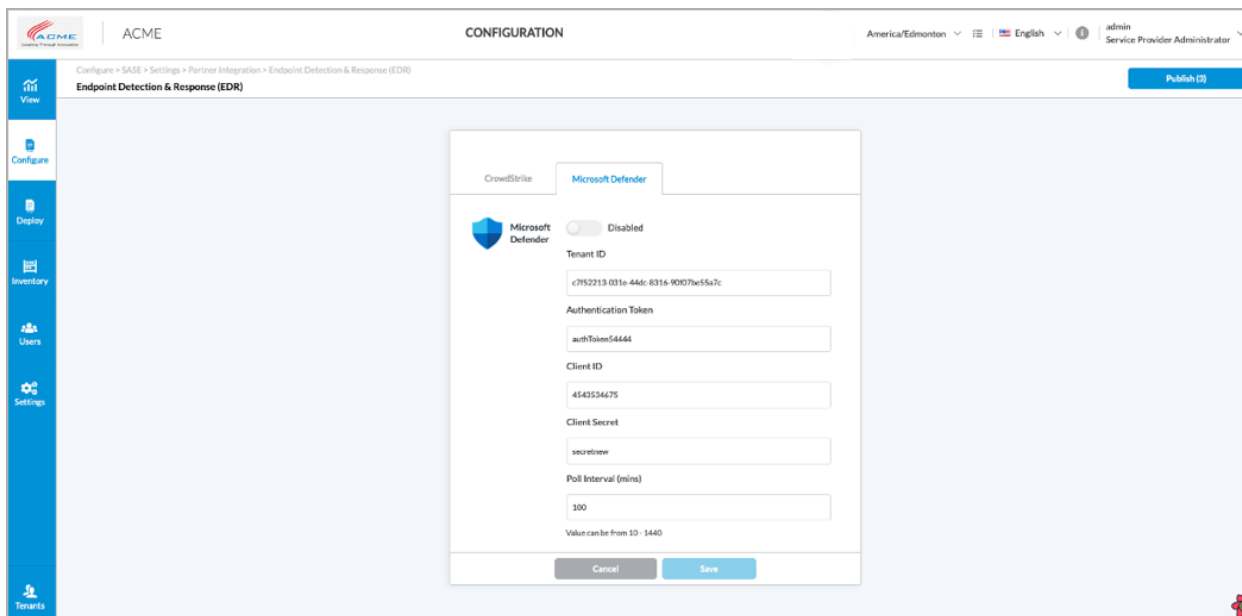 ACME
Leading Through Innovation
ACME
CONFIGURATION
America/Edmonton
English
admin
Service Provider Administrator
Configure > SASE > Settings > Partner Integration > Endpoint Detection & Response (EDR)
Endpoint Detection & Response (EDR)
Publish (3)
View
Configure
Deploy
Inventory
Users
Settings
Tenants
CrowdStrike
Microsoft Defender
Microsoft
Defender
Disabled
Tenant ID
c7f52213-031e-44dc-8316-90f07be55a7c
Authentication Token
authToken54444
Client ID
4543534675
Client Secret
secretnew
Poll Interval (mins)
100
Value can be from 10 - 1440
Cancel
Save